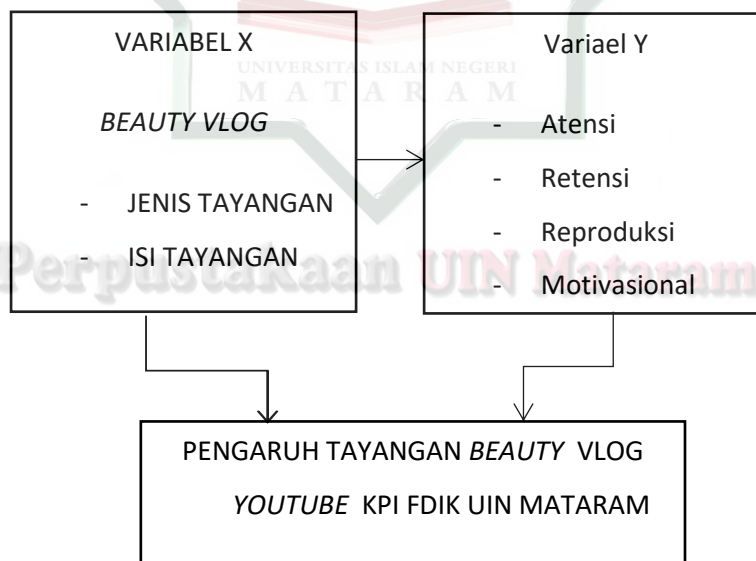 VARIABEL X
BEAUTY VLOG
- JENIS TAYANGAN
- ISI TAYANGAN
Variael Y
- Atensi
- Retensi
- Reproduksi
- Motivasional
UNIVERSITAS ISLAM NEGERI
MATARAM
Perpustakaan UIN Mataram
PENGARUH TAYANGAN BEAUTY VLOG
YOUTUBE KPI FDIK UIN MATARAM